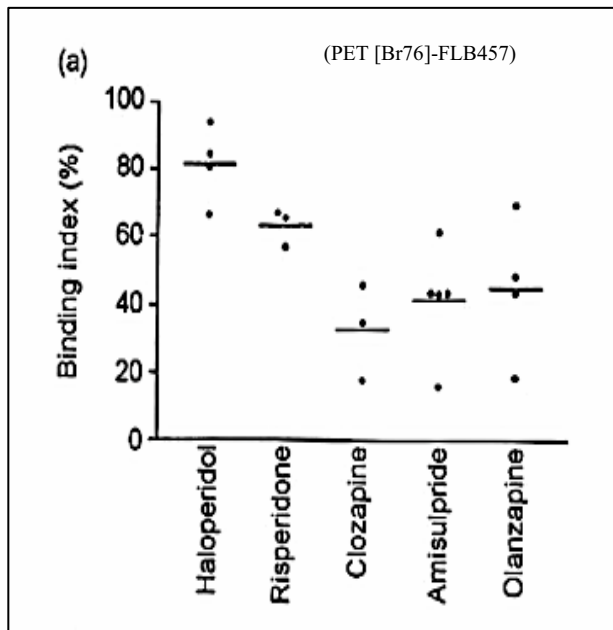 (a)
(PET [Br76]-FLB457)
Binding index (%)
100
80
60
40
20
0
Haloperidol
Risperidone
Clozapine
Amisulpride
Olanzapine